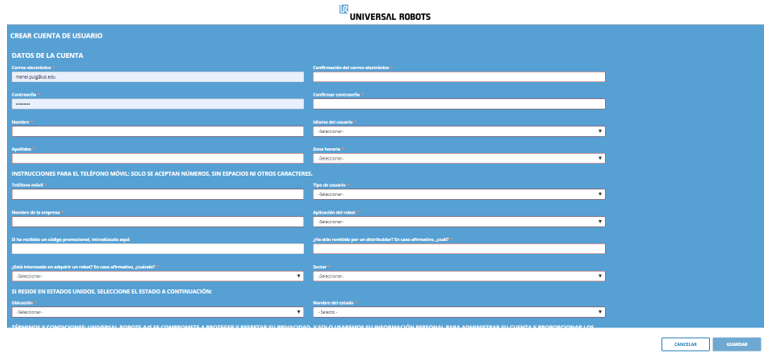 UNIVERSAL ROBOTS
CREAR CUENTA DE USUARIO
DATOS DE LA CUENTA
Correo electrónico * Confirmación del correo electrónico *
manel.puig@ub.edu
Contraseña * Confirmar contraseña *
••••••••
Nombre * Idioma del usuario *
-Seleccionar-
Apellidos * Zona horaria *
-Seleccionar-
INSTRUCCIONES PARA EL TELÉFONO MÓVIL: SOLO SE ACEPTAN NÚMEROS, SIN ESPACIOS NI OTROS CARACTERES.
Teléfono móvil * Tipo de usuario *
-Seleccionar-
Nombre de la empresa * Aplicación del robot *
-Seleccionar-
Si ha recibido un código promocional, introdúzcalo aquí: ¿Ha sido remitido por un distribuidor? En caso afirmativo, ¿cuál? *
¿Está interesado en adquirir un robot? En caso afirmativo, ¿cuándo? * Sector *
-Seleccionar- -Seleccionar-
SI RESIDE EN ESTADOS UNIDOS, SELECCIONE EL ESTADO A CONTINUACIÓN:
Ubicación * Nombre del estado *
-Seleccionar- - Selecto -
TÉRMINOS Y CONDICIONES: UNIVERSAL ROBOTS A/S SE COMPROMETE A PROTEGER Y RESPETAR SU PRIVACIDAD, Y SOLO USAREMOS SU INFORMACIÓN PERSONAL PARA ADMINISTRAR SU CUENTA Y PROPORCIONAR LOS
CANCELAR GUARDAR